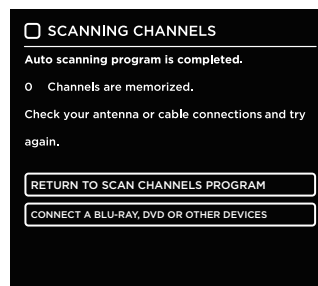 SCANNING CHANNELS
Auto scanning program is completed.
0 Channels are memorized.
Check your antenna or cable connections and try
again.
RETURN TO SCAN CHANNELS PROGRAM
CONNECT A BLU-RAY, DVD OR OTHER DEVICES